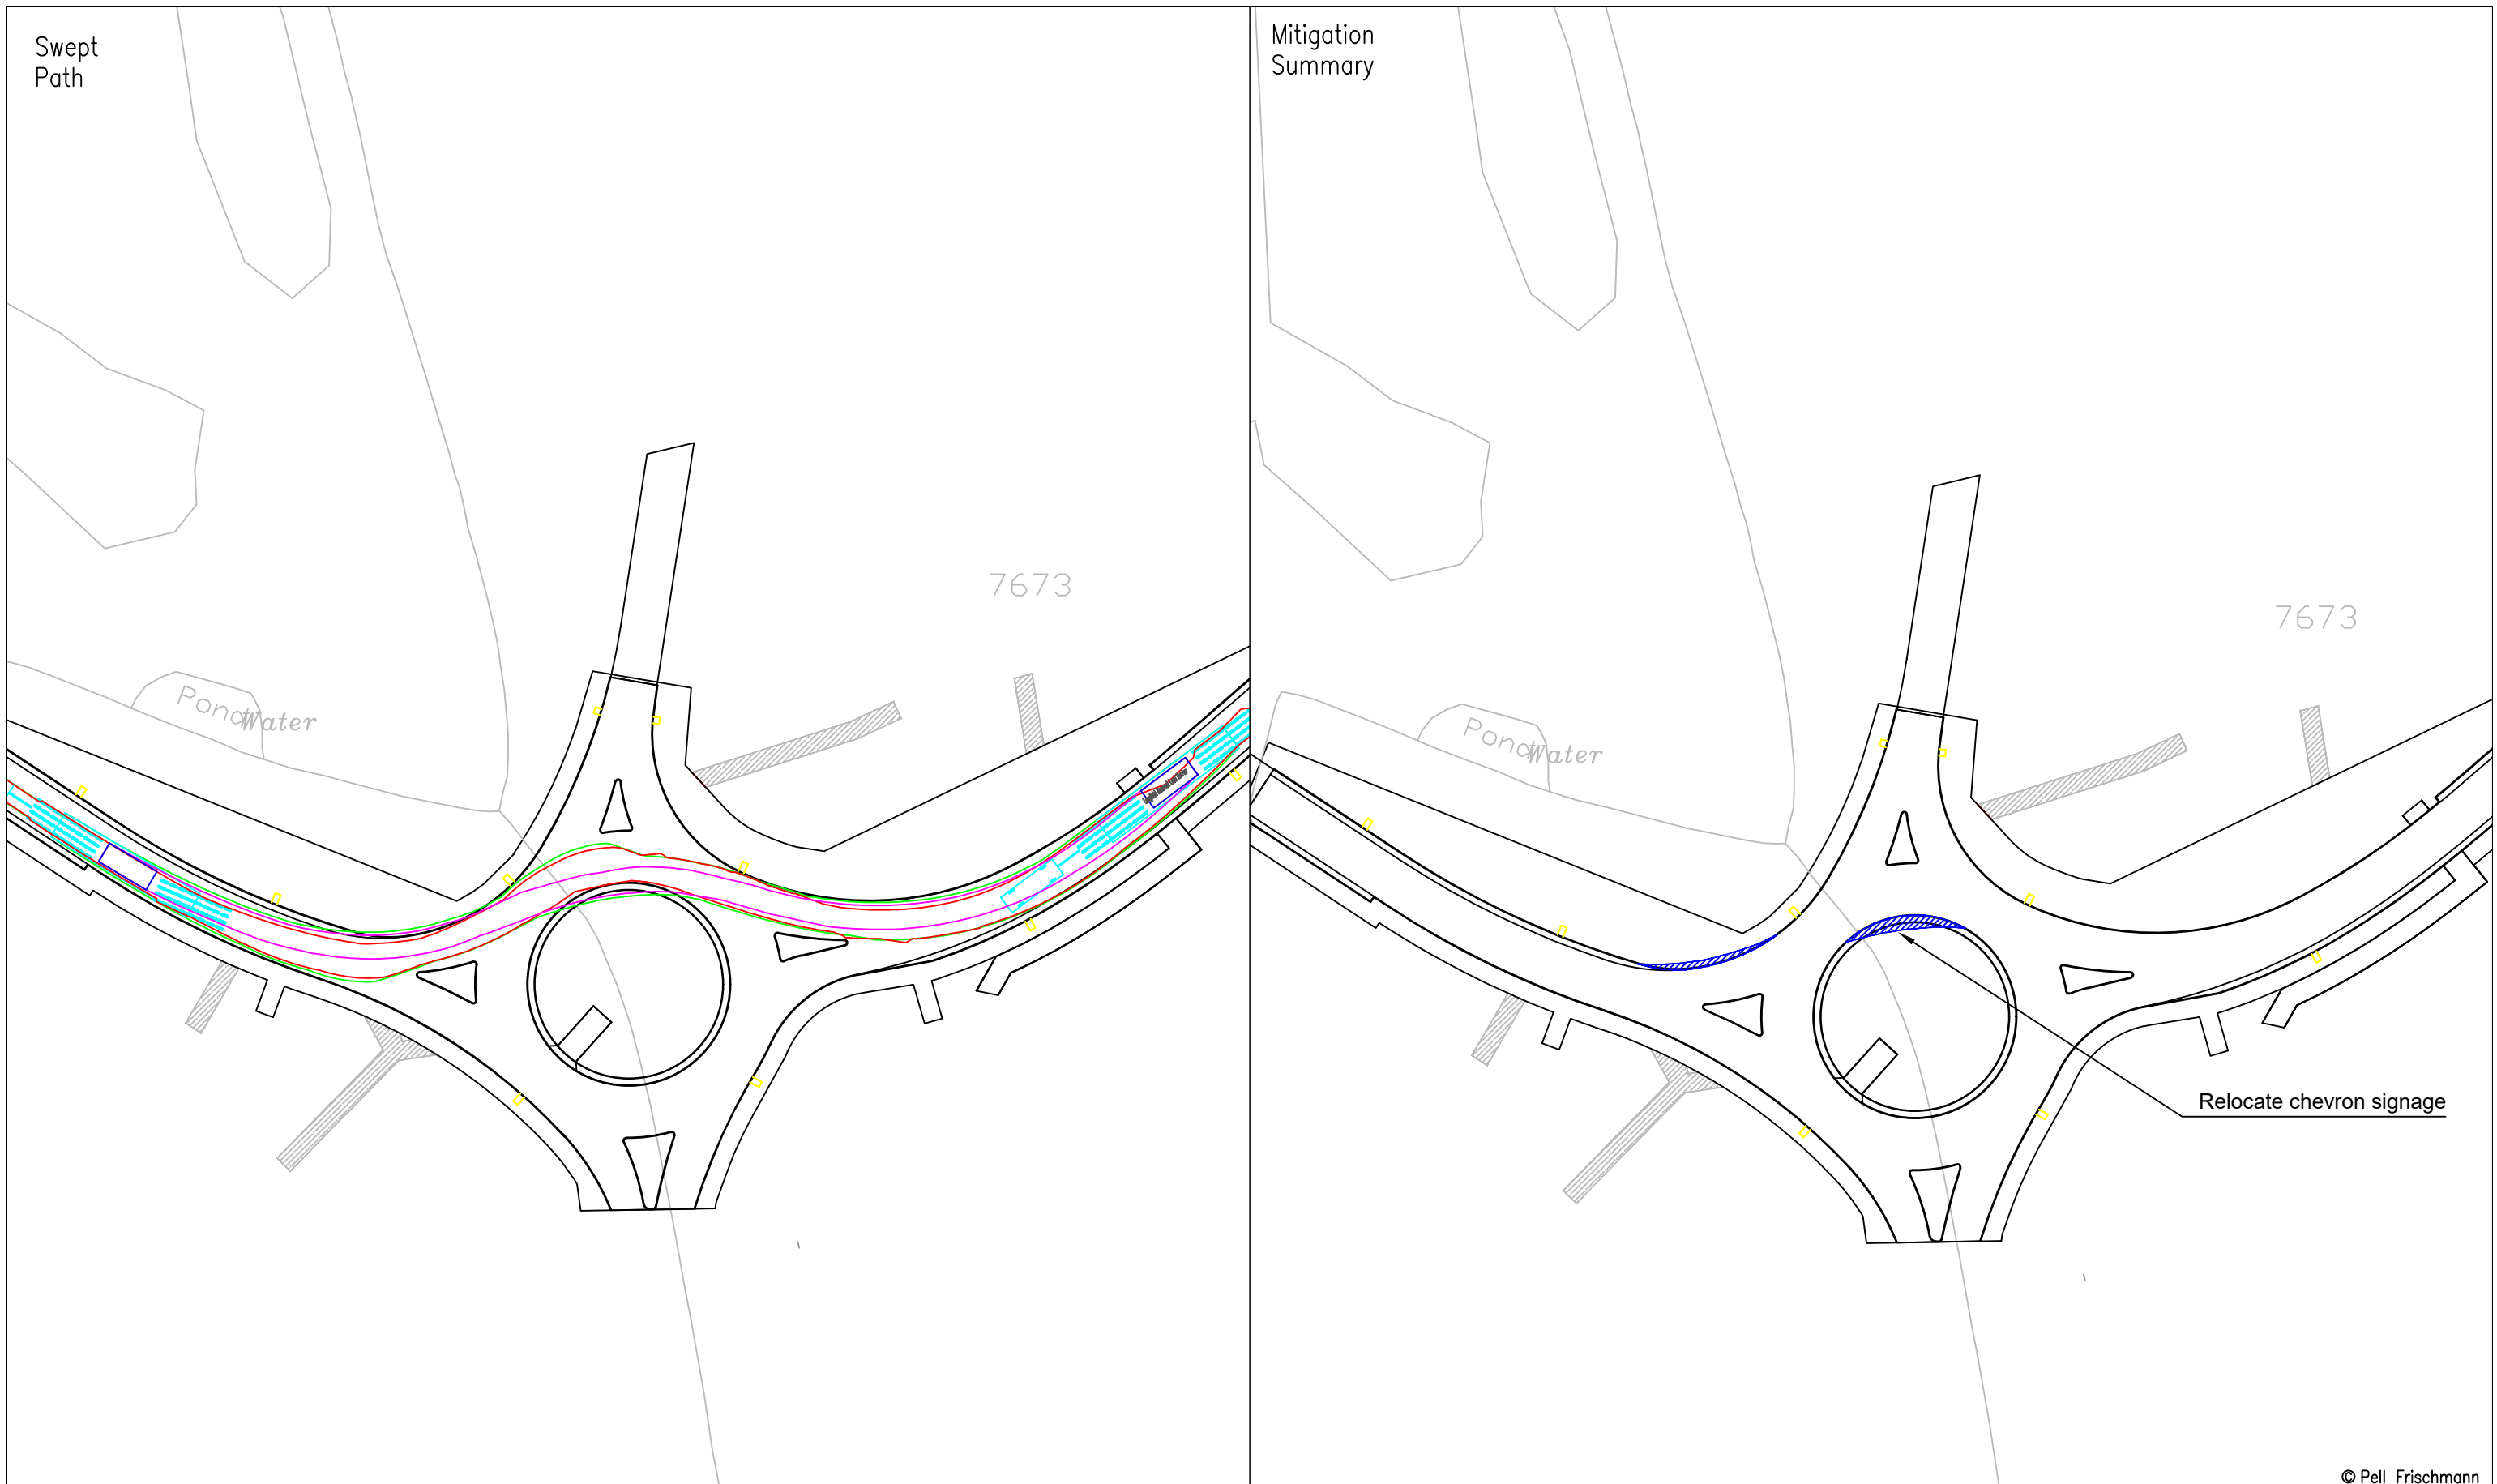 Swept
Path
Mitigation
Summary
7673
7673
Pond
Water
Pond
Water
Relocate chevron signage
© Pell Frischmann